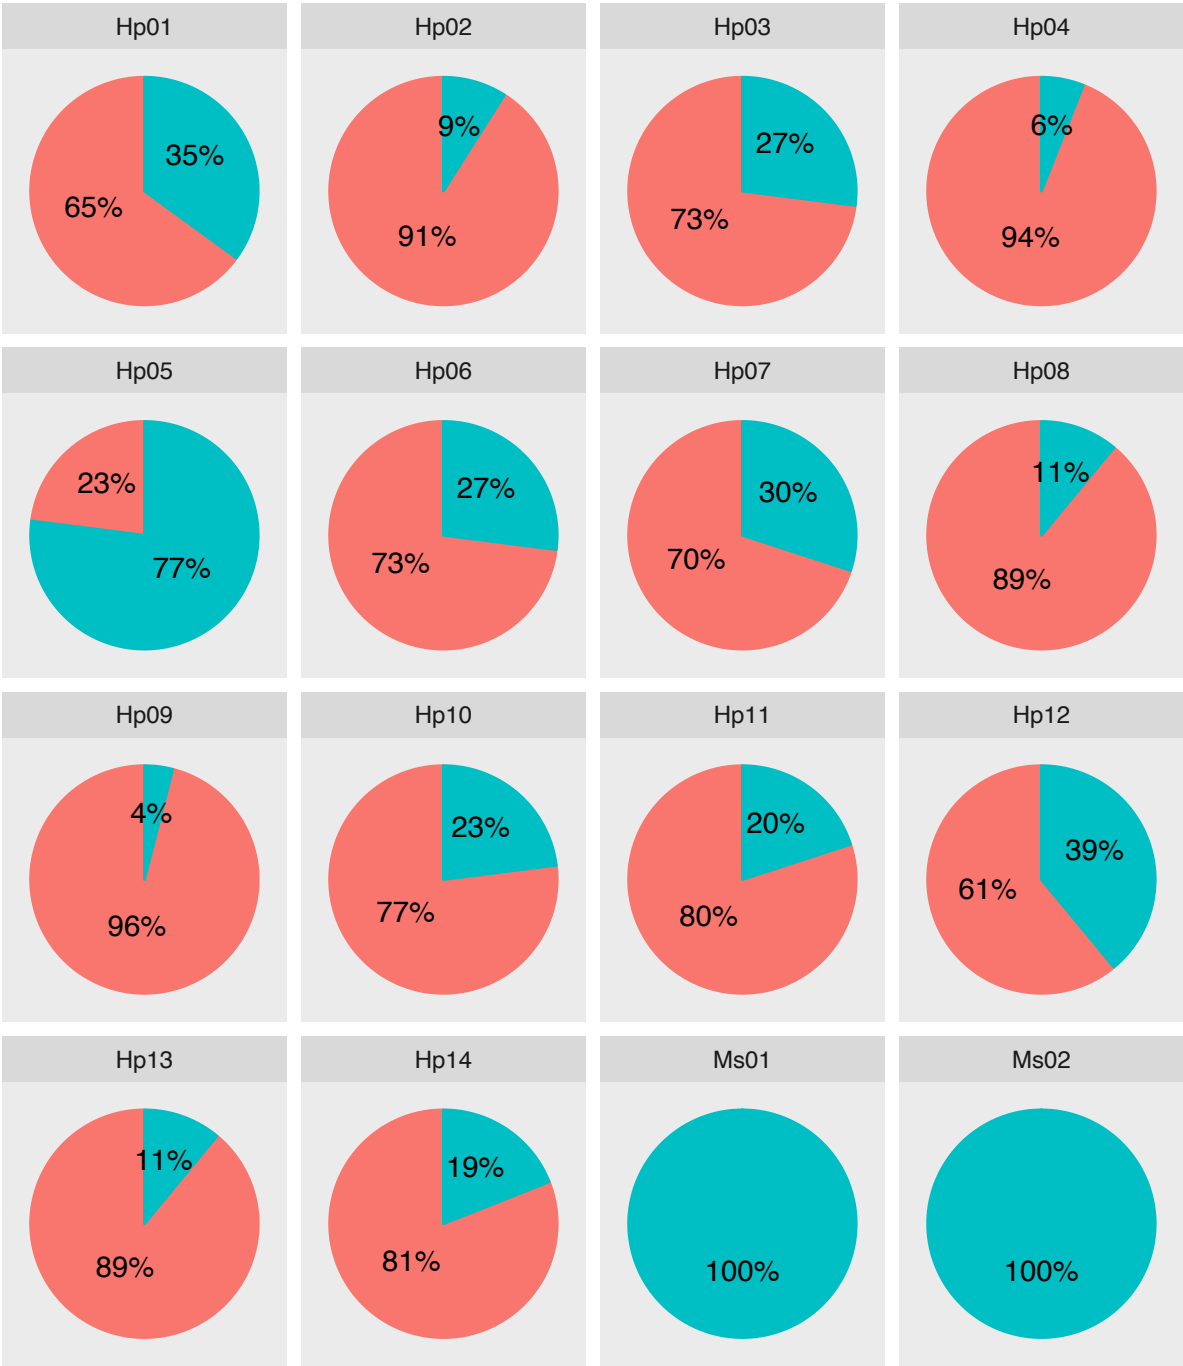 Hp01 Hp02 Hp03 Hp04
35% 9% 27% 6%
65% 91% 73% 94%
Hp05 Hp06 Hp07 Hp08
23% 27% 30% 11%
77% 73% 70% 89%
Hp09 Hp10 Hp11 Hp12
4% 23% 20% 39%
96% 77% 80% 61%
Hp13 Hp14 Ms01 Ms02
11% 19%
89% 81% 100% 100%